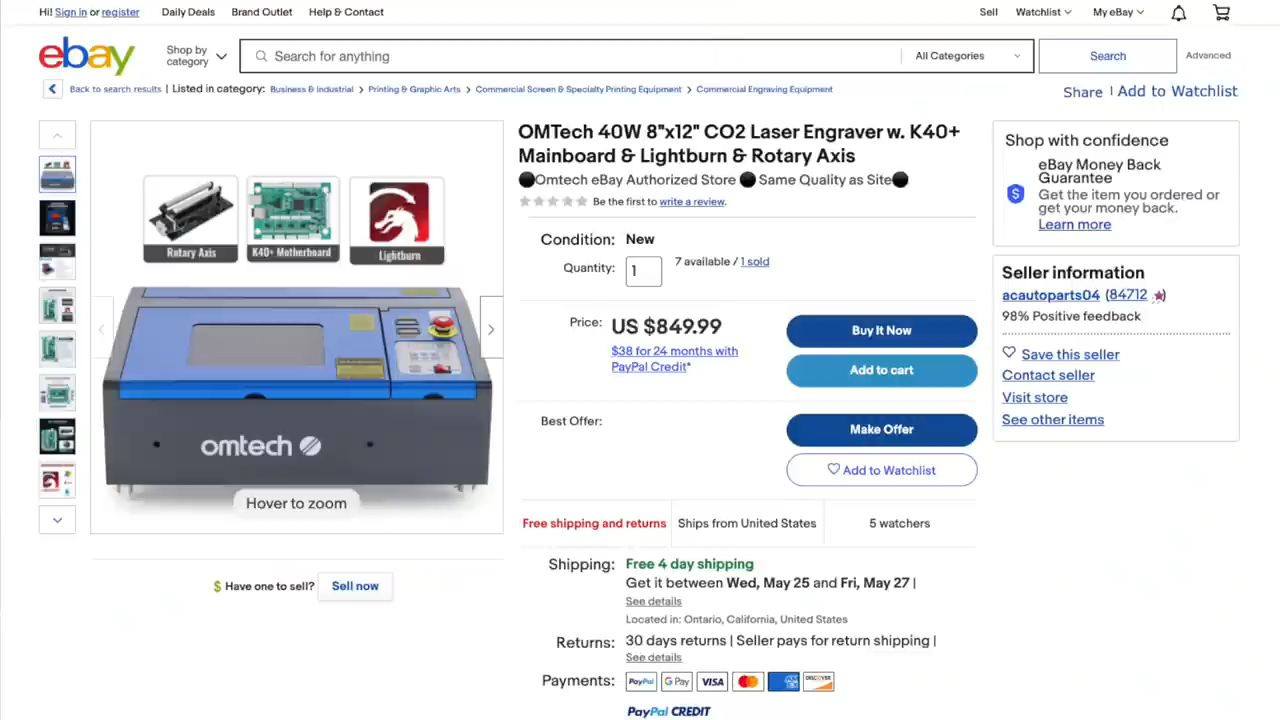 Hi! Sign in or register
Daily Deals
Brand Outlet
Help & Contact
Sell
Watchlist
My eBay
ebay
Shop by category
Search for anything
All Categories
Search
Advanced
Back to search results | Listed in category: Business & Industrial > Printing & Graphic Arts > Commercial Screen & Specialty Printing Equipment > Commercial Engraving Equipment
Share | Add to Watchlist
Rotary Axis
K40+ Motherboard
Lightburn
omtech
Hover to zoom
$ Have one to sell? Sell now
OMTech 40W 8"x12" CO2 Laser Engraver w. K40+
Mainboard & Lightburn & Rotary Axis
⚫Omtech eBay Authorized Store ⚫ Same Quality as Site⚫
Be the first to write a review.
Condition: New
Quantity: 1 7 available / 1 sold
Price: US $849.99
$38 for 24 months with
PayPal Credit*
Buy It Now
Add to cart
Best Offer:
Make Offer
Add to Watchlist
Free shipping and returns
Ships from United States
5 watchers
Shipping: Free 4 day shipping
Get it between Wed, May 25 and Fri, May 27 |
See details
Located in: Ontario, California, United States
Returns: 30 days returns | Seller pays for return shipping |
See details
Payments: PayPal G Pay VISA DISCOVER
PayPal CREDIT
Shop with confidence
eBay Money Back
Guarantee
Get the item you ordered or
get your money back.
Learn more
Seller information
acautoparts04 (84712 )
98% Positive feedback
Save this seller
Contact seller
Visit store
See other items